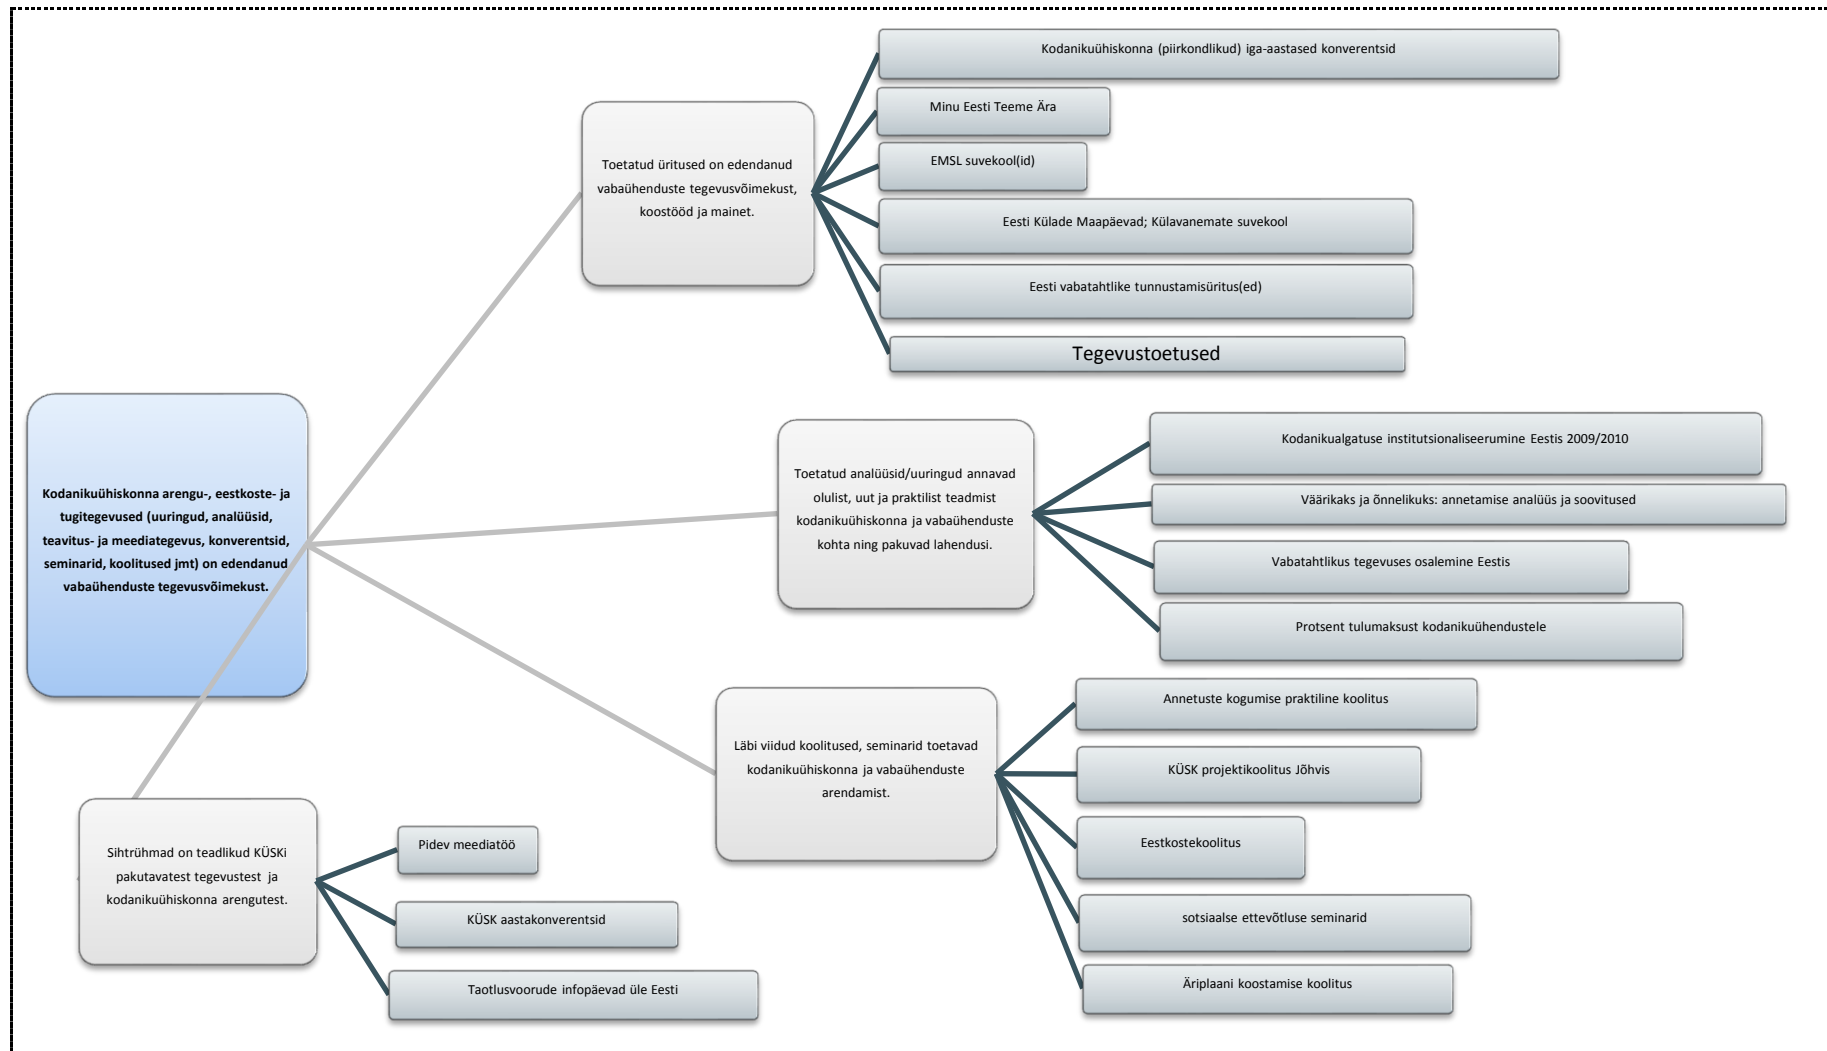 Kodanikuühiskonna (piirkondlikud) iga-aastased konverentsid
Minu Eesti Teeme Ära
EMSL suvekool(id)
Toetatud üritused on edendanud
vabaühenduste tegevusvõimekust,
koostööd ja mainet.
Eesti Külade Maapäevad; Külavanemate suvekool
Eesti vabatahtlike tunnustamisüritus(ed)
Tegevustoetused
Kodanikuühiskonna arengu-, eestkoste- ja
tugitegevused (uuringud, analüüsid,
teavitus- ja meediategevus, konverentsid,
seminarid, koolitused jmt) on edendanud
vabaühenduste tegevusvõimekust.
Toetatud analüüsid/uuringud annavad
olulist, uut ja praktilist teadmist
kodanikuühiskonna ja vabaühenduste
kohta ning pakuvad lahendusi.
Kodanikualgatuse institutsionaliseerumine Eestis 2009/2010
Väärikaks ja õnnelikuks: annetamise analüüs ja soovitused
Vabatahtlikus tegevuses osalemine Eestis
Protsent tulumaksust kodanikuühendustele
Läbi viidud koolitused, seminarid toetavad
kodanikuühiskonna ja vabaühenduste
arendamist.
Annetuste kogumise praktiline koolitus
KÜSK projektikoolitus Jõhvis
Eestkostekoolitus
sotsiaalse ettevõtluse seminarid
Äriplaani koostamise koolitus
Sihtrühmad on teadlikud KÜSKi
pakutavatest tegevustest ja
kodanikuühiskonna arengutest.
Pidev meediatöö
KÜSK aastakonverentsid
Taotlusvoorude infopäevad üle Eesti